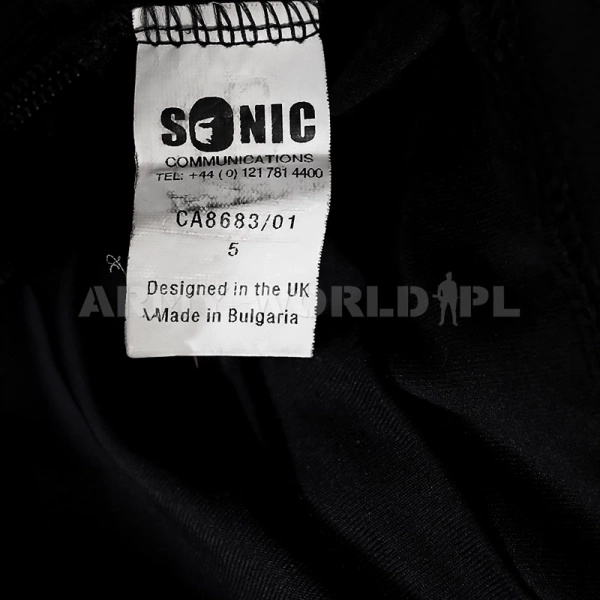 SONIC
COMMUNICATIONS
TEL: +44 (0) 121 781 4400
CA8683/01
5
Designed in the UK
Made in Bulgaria
ARMY-WORLD PL